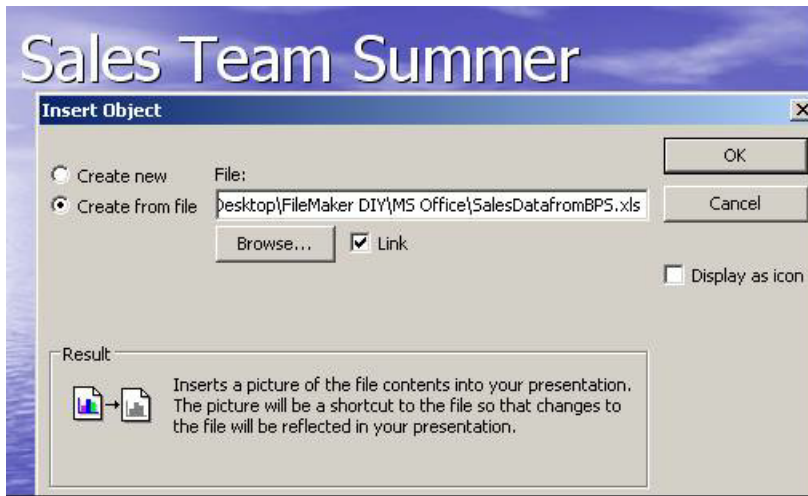 Sales Team Summer
Insert Object
Create new
File:
OK
Create from file
Desktop\FileMaker DIY\MS Office\SalesDatafromBPS.xls
Cancel
Browse...
Link
Display as icon
Result
Inserts a picture of the file contents into your presentation.
The picture will be a shortcut to the file so that changes to
the file will be reflected in your presentation.